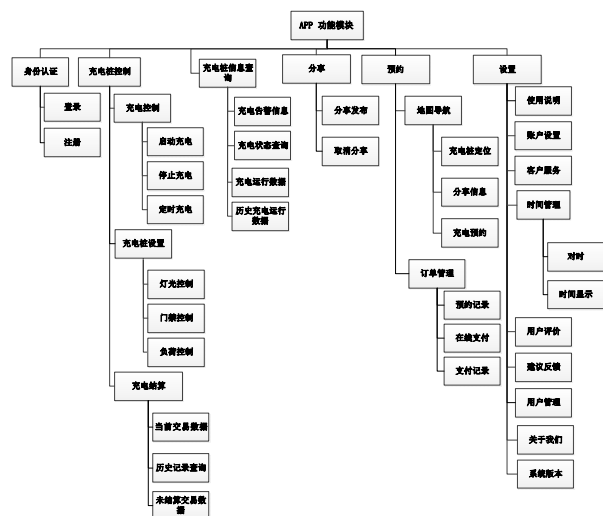 APP 功能模块
身份认证
登录
注册
充电桩控制
充电控制
启动充电
停止充电
定时充电
充电桩设置
灯光控制
门禁控制
负荷控制
充电结算
当前交易数据
历史记录查询
未结算交易数
据
充电桩信息查
询
充电告警信息
充电状态查询
充电运行数据
历史充电运行
数据
分享
分享发布
取消分享
预约
地图导航
充电桩定位
分享信息
充电预约
订单管理
预约记录
在线支付
支付记录
设置
使用说明
账户设置
客户服务
时间管理
对时
时间显示
用户评价
建议反馈
用户管理
关于我们
系统版本